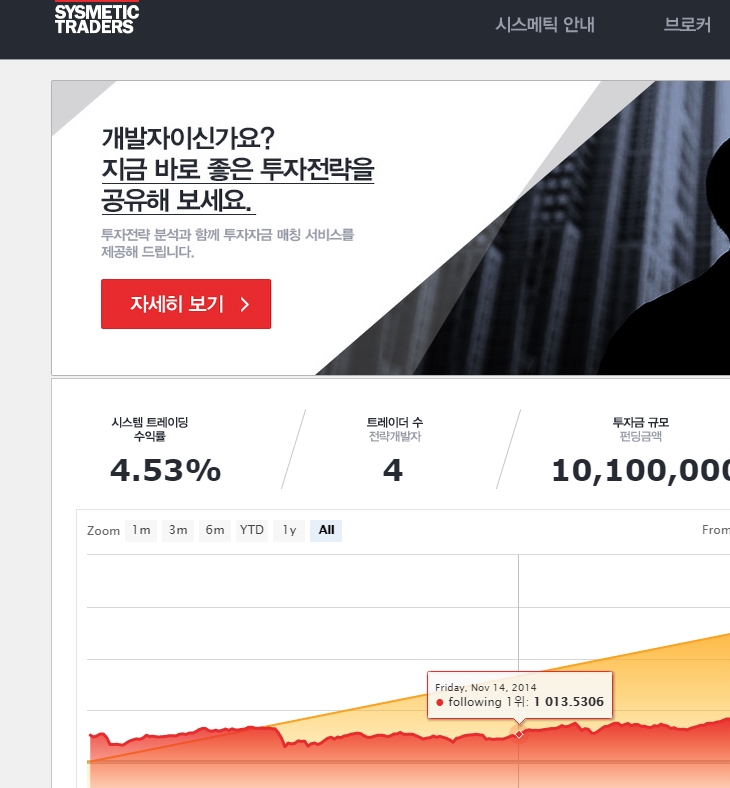 SYSMETIC
TRADERS
시스메틱 안내
브로커
개발자이신가요?
지금 바로 좋은 투자전략을
공유해 보세요.
투자전략 분석과 함께 투자자금 매칭 서비스를
제공해 드립니다.
자세히 보기
시스템 트레이딩
수익률
4.53%
트레이더 수
전략개발자
4
투자금 규모
펀딩금액
10,100,000
Zoom 1m 3m 6m YTD 1y All
From
Friday, Nov 14, 2014
following 1위: 1 013.5306